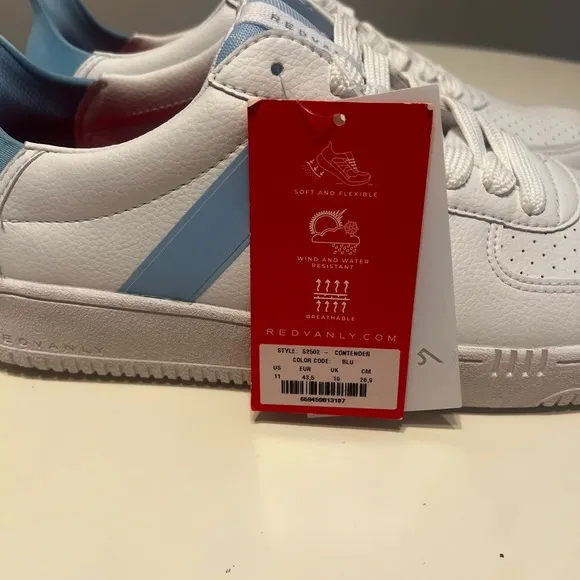 REDVANLY
SOFT AND FLEXIBLE
WIND AND WATER
RESISTANT
BREATHABLE
REDVANLY.COM
STYLE: S2502 - CONTENDER
COLOR CODE: BLU
US EUR UK CM
11 43,5 10 28,9
REDVANLY